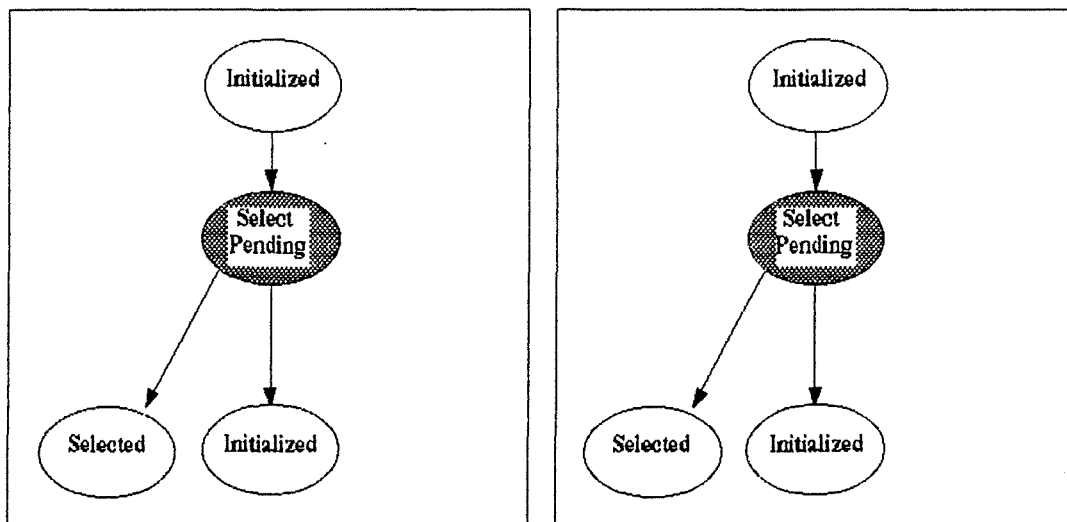 Initialized
Select
Pending
Selected
Initialized
Initialized
Select
Pending
Selected
Initialized